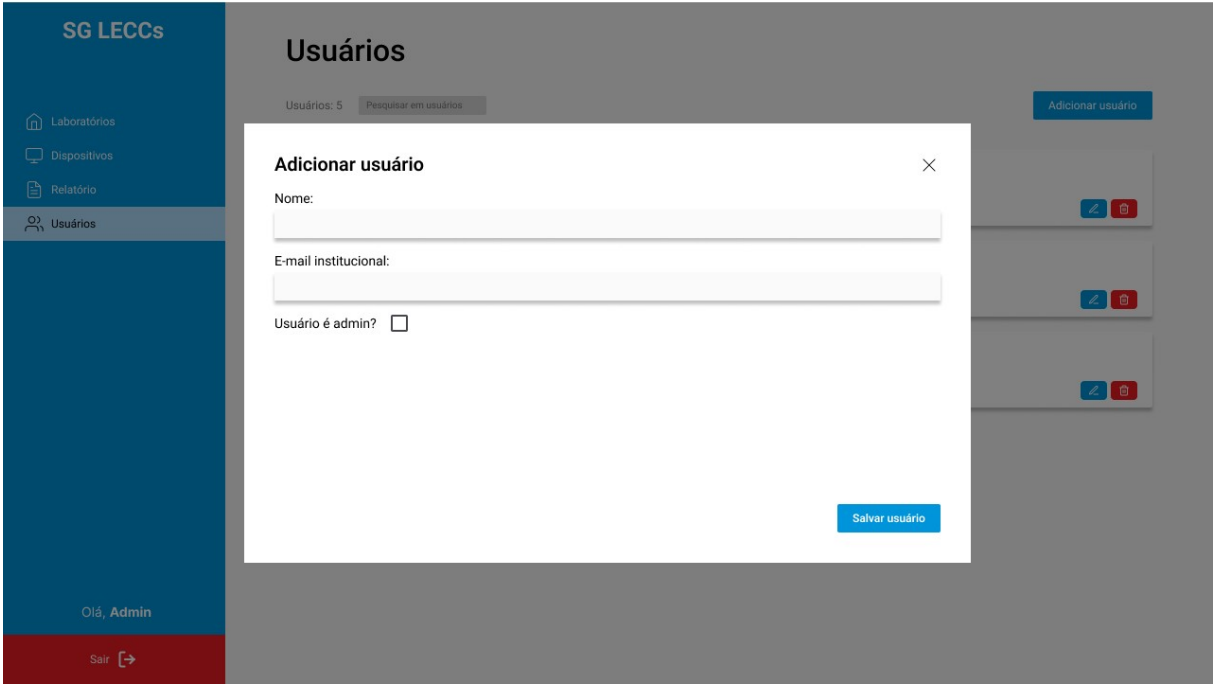 SG LECCs
Laboratórios
Dispositivos
Relatório
Usuários
Olá, Admin
Sair
Usuários
Usuários: 5
Pesquisar em usuários
Adicionar usuário
Adicionar usuário
Nome:
E-mail institucional:
Usuário é admin?
Salvar usuário